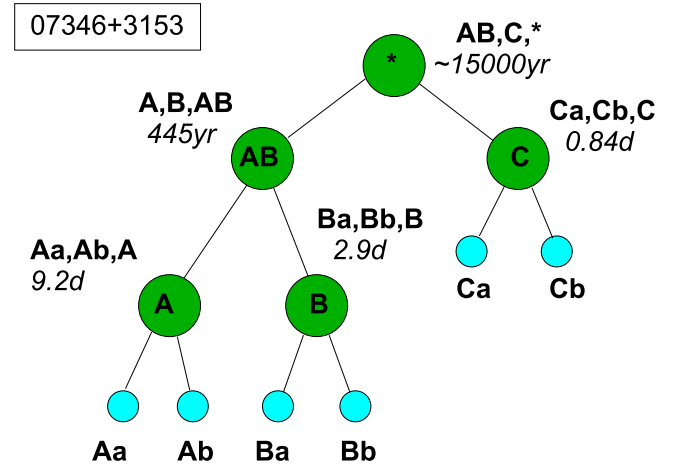 07346+3153
*
AB,C,*
~15000yr
A,B,AB
445yr
AB
Ca,Cb,C
0.84d
C
Aa,Ab,A
9.2d
A
Ba,Bb,B
2.9d
B
Ca
Cb
Aa
Ab
Ba
Bb